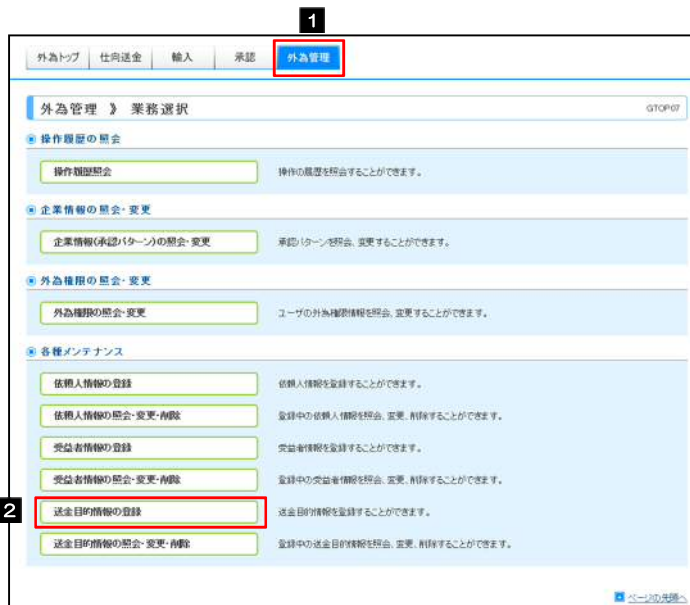 1
外為トップ 仕向送金 輸入 承認 外為管理
外為管理 》 業務選択 GTOP07
操作履歴の照会
操作履歴照会 操作の履歴を照会することができます。
企業情報の照会・変更
企業情報(承認パターン)の照会・変更 承認パターンを照会、変更することができます。
外為権限の照会・変更
外為権限の照会・変更 ユーザの外為権限情報を照会、変更することができます。
各種メンテナンス
依頼人情報の登録 依頼人情報を登録することができます。
依頼人情報の照会・変更・削除 登録中の依頼人情報を照会、変更、削除することができます。
受益者情報の登録 受益者情報を登録することができます。
受益者情報の照会・変更・削除 登録中の受益者情報を照会、変更、削除することができます。
2 送金目的情報の登録 送金目的情報を登録することができます。
送金目的情報の照会・変更・削除 登録中の送金目的情報を照会、変更、削除することができます。
ページの先頭へ